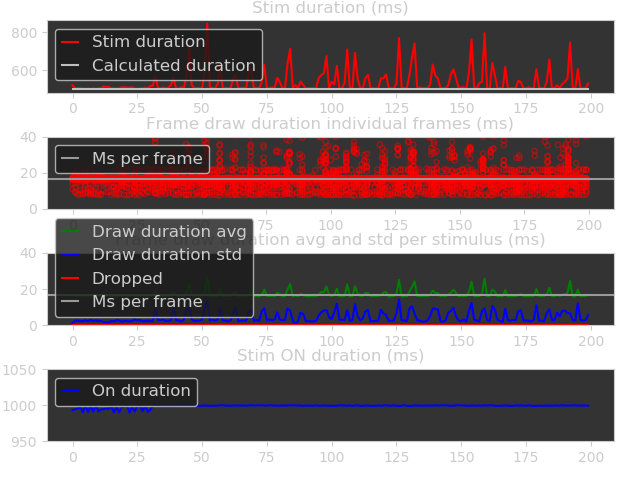 Stim duration (ms)
800
600
Stim duration
Calculated duration
0 25 50 75 100 125 150 175 200
Frame draw duration individual frames (ms)
40
20
0
Ms per frame
0 25 50 75 100 125 150 175 200
Frame draw duration avg and std per stimulus (ms)
40
20
0
Draw duration avg
Draw duration std
Dropped
Ms per frame
0 25 50 75 100 125 150 175 200
Stim ON duration (ms)
1050
1000
950
On duration
0 25 50 75 100 125 150 175 200